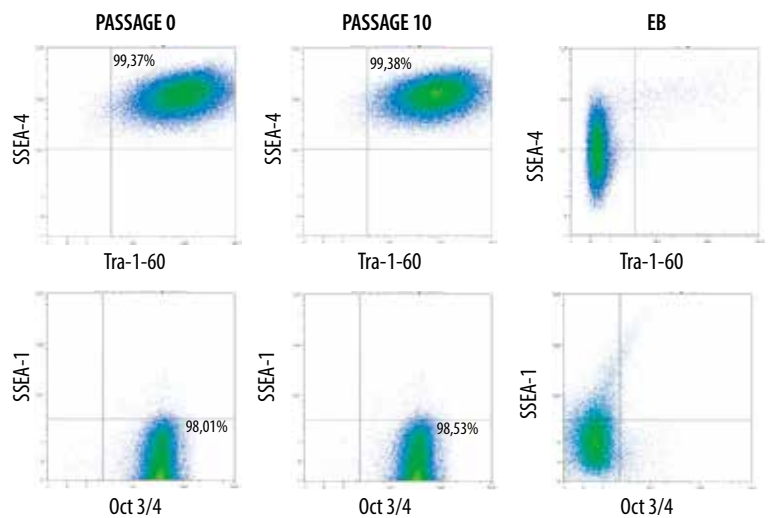 PASSAGE 0 PASSAGE 10 EB
99,37% 99,38%
SSEA-4 SSEA-4 SSEA-4
Tra-1-60 Tra-1-60 Tra-1-60
98,01% 98,53%
SSEA-1 SSEA-1 SSEA-1
Oct 3/4 Oct 3/4 Oct 3/4